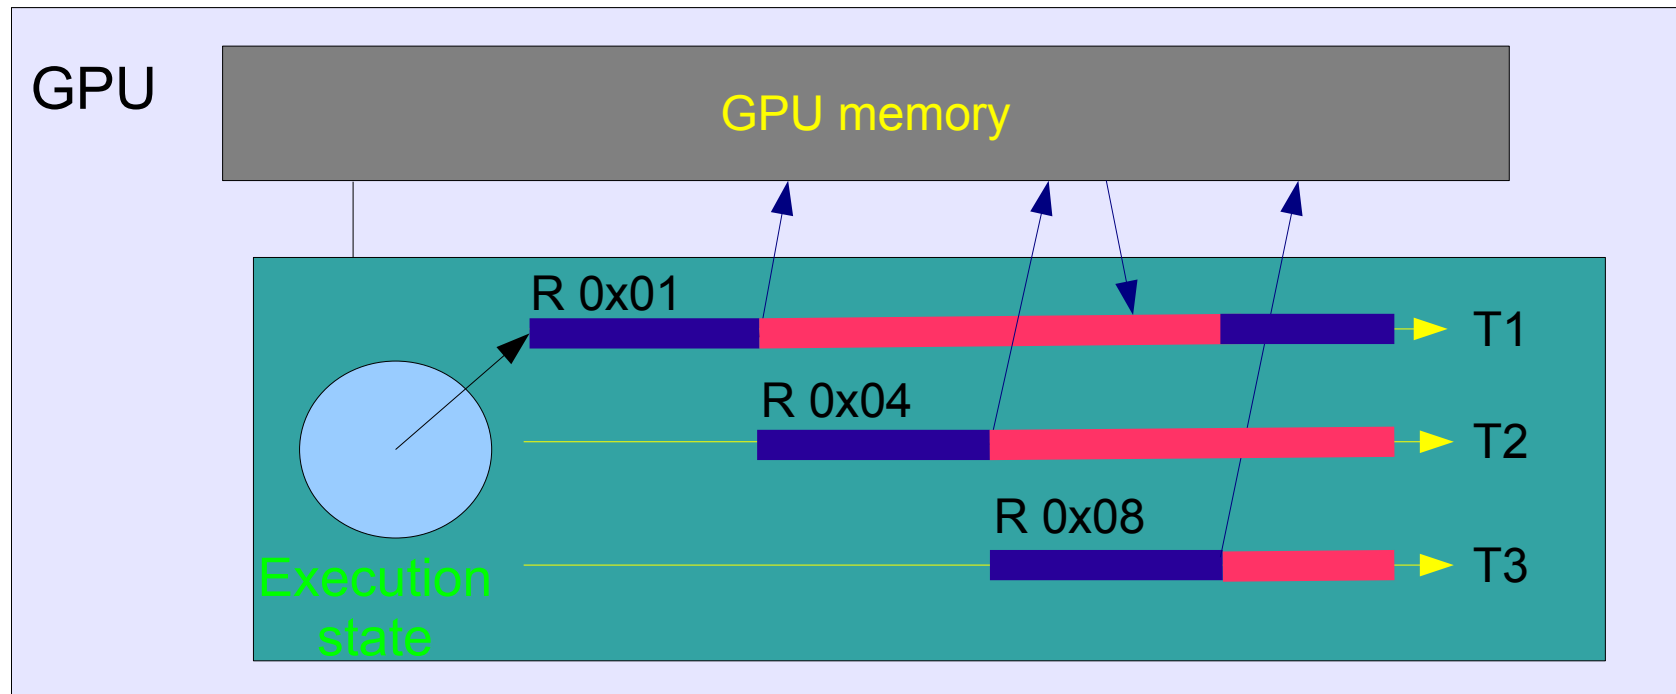 GPU
GPU memory
R 0x01
T1
R 0x04
T2
R 0x08
T3
Execution
state